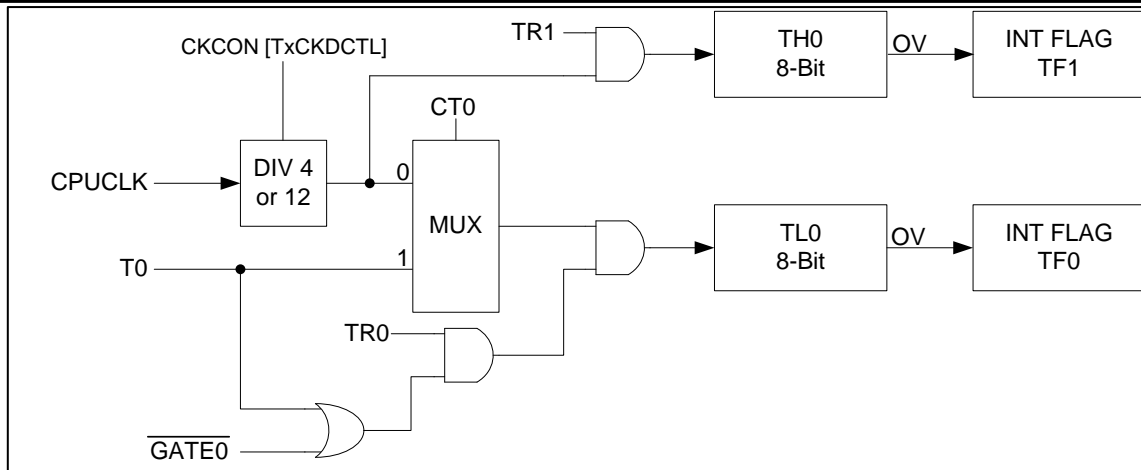 TR1
TH0
8-Bit
OV
INT FLAG
TF1
CKCON [TxCKDCTL]
CT0
CPUCLK
DIV 4
or 12
0
MUX
1
T0
TL0
8-Bit
OV
INT FLAG
TF0
TR0
GATE0